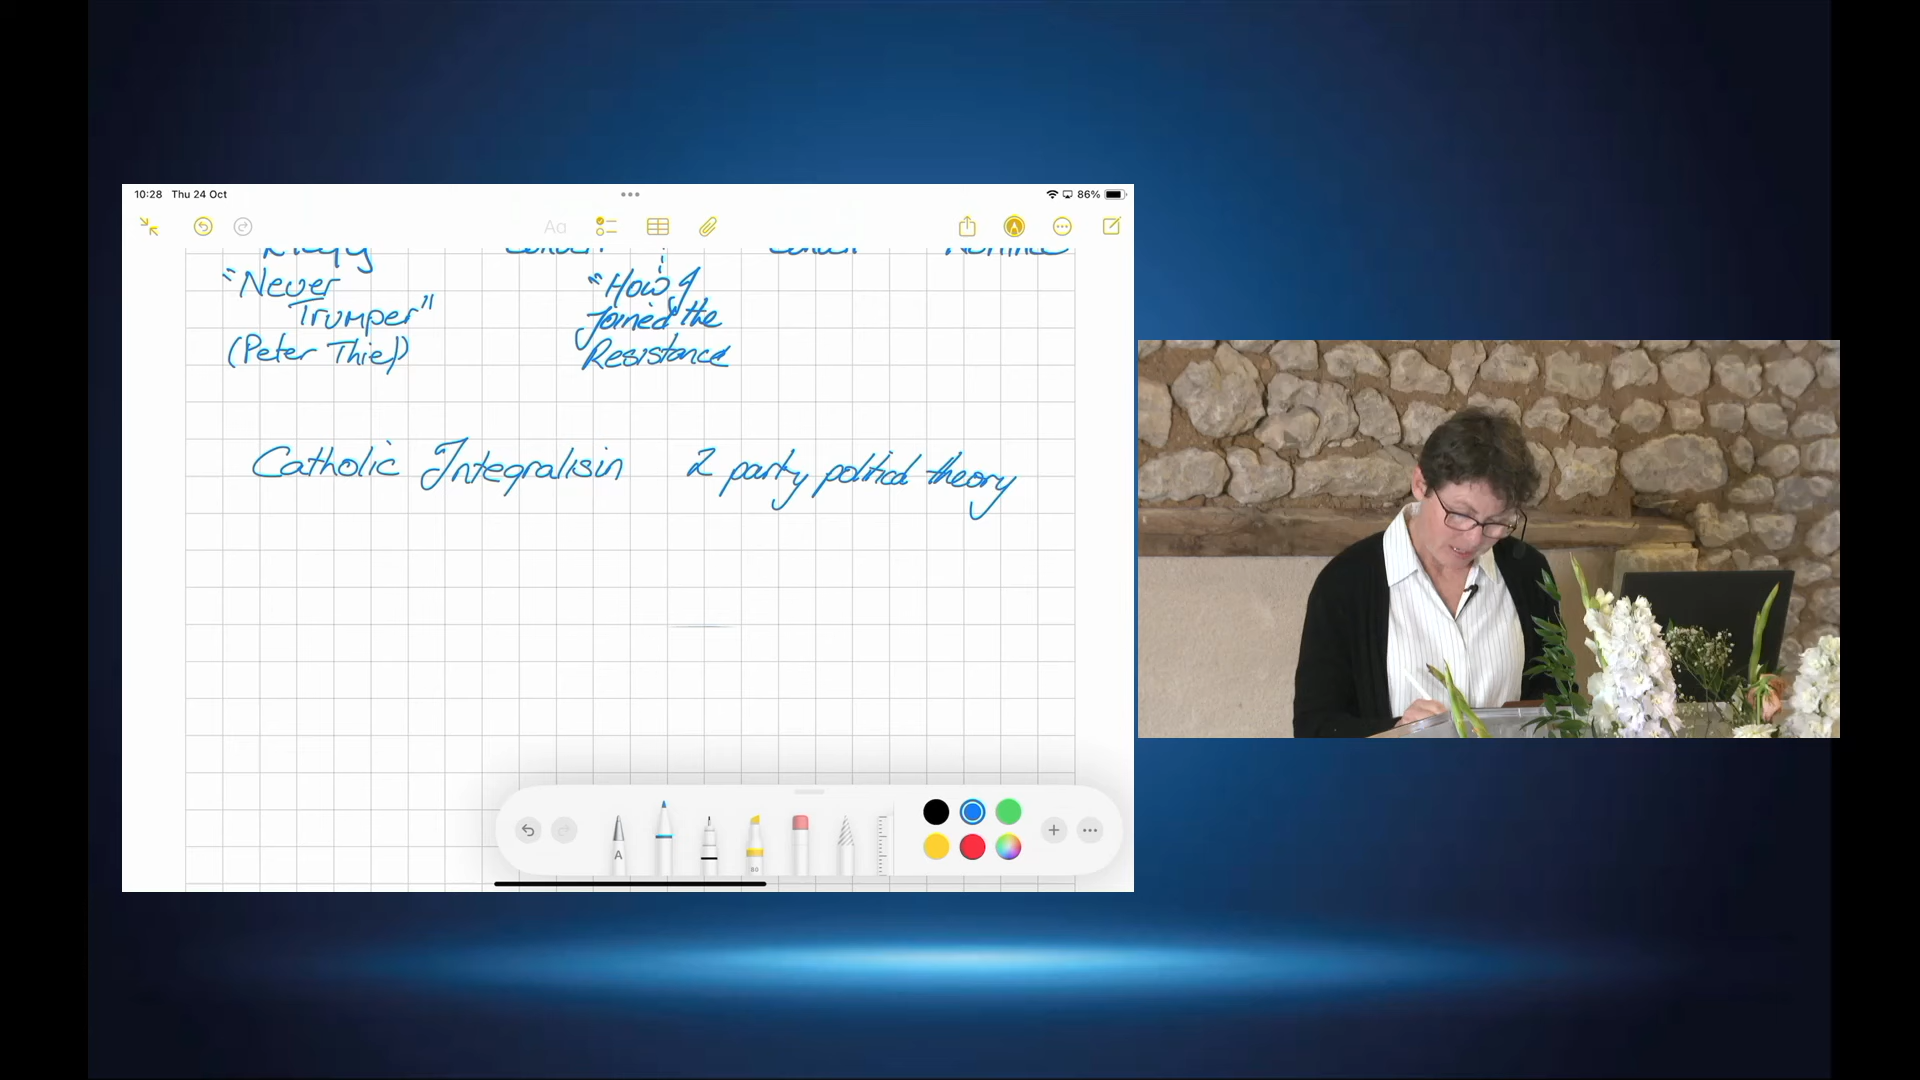 10:28 Thu 24 Oct 86%
Aa
"Never "How I
Trumper" Joined the
(Peter Thiel) Resistance
Catholic Integralism 2 party political theory
A
80